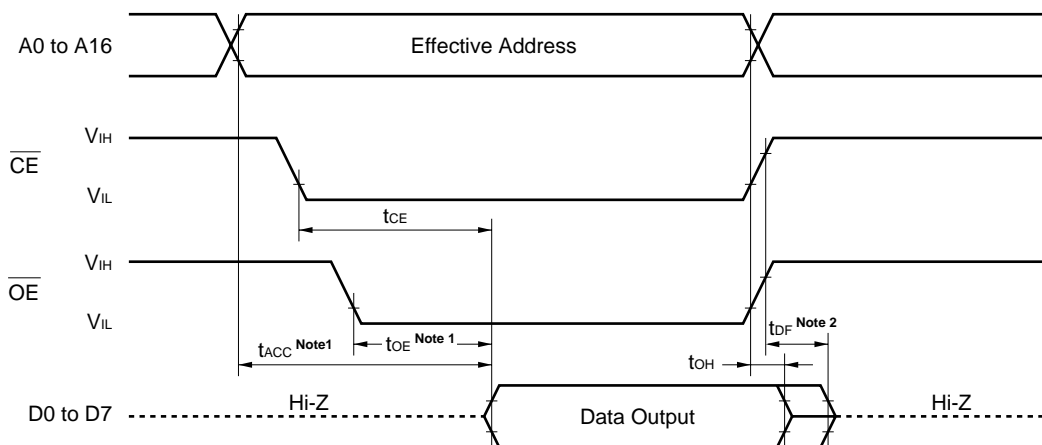 A0 to A16
Effective Address
VIH
CE
VIL
tCE
VIH
OE
VIL
tACC Note1
tOE Note 1
tDF Note 2
tOH
D0 to D7
Hi-Z
Data Output
Hi-Z